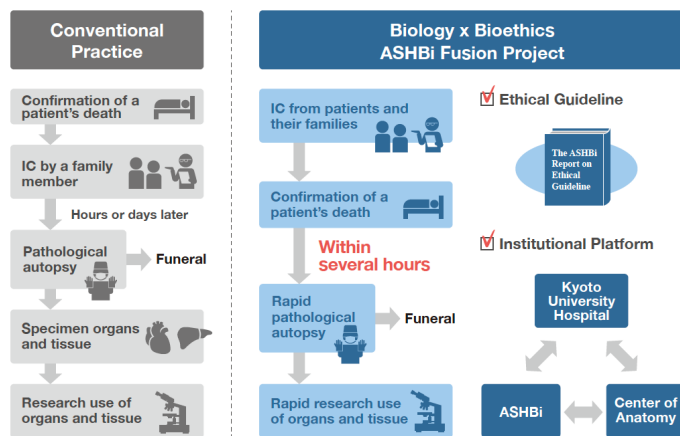 Conventional
Practice
Confirmation of a
patient's death
IC by a family
member
Hours or days later
Pathological
autopsy
Funeral
Specimen organs
and tissue
Research use of
organs and tissue
Biology x Bioethics
ASHBi Fusion Project
IC from patients and
their families
Confirmation of a
patient's death
Within
several hours
Rapid
pathological
autopsy
Funeral
Rapid research use
of organs and tissue
Ethical Guideline
The ASHBi
Report on
Ethical
Guideline
Institutional Platform
Kyoto
University
Hospital
ASHBi
Center of
Anatomy